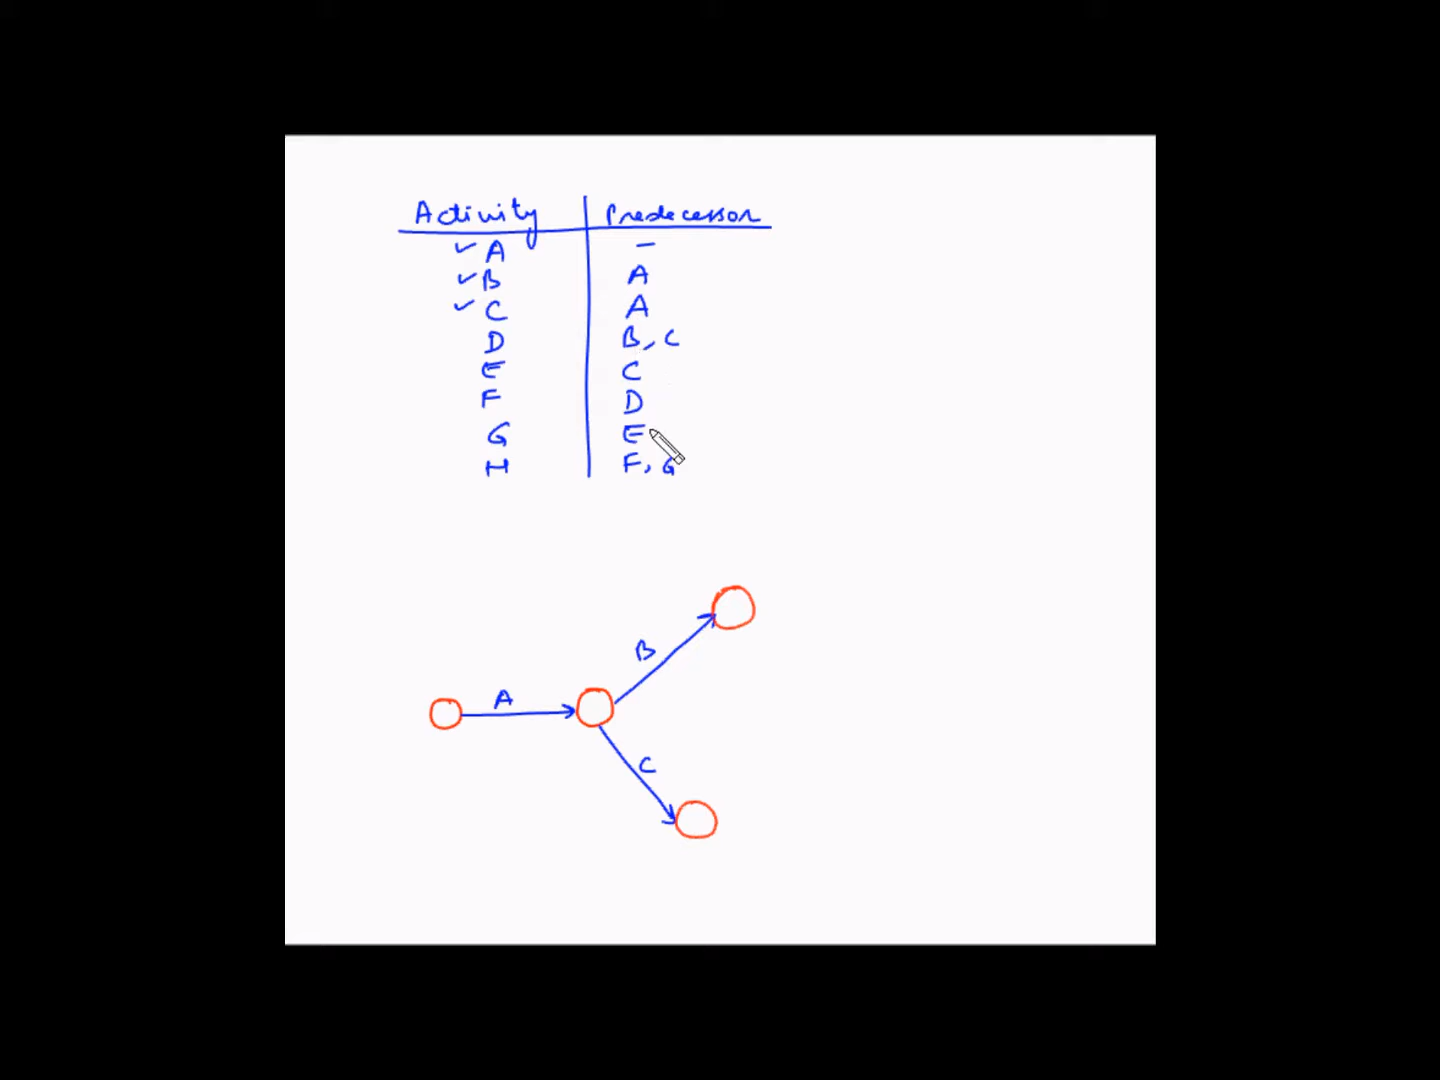 Activity Predecessor
✓ A –
✓ B A
✓ C A
D B, C
E C
F D
G E
H F, G
B
A
C